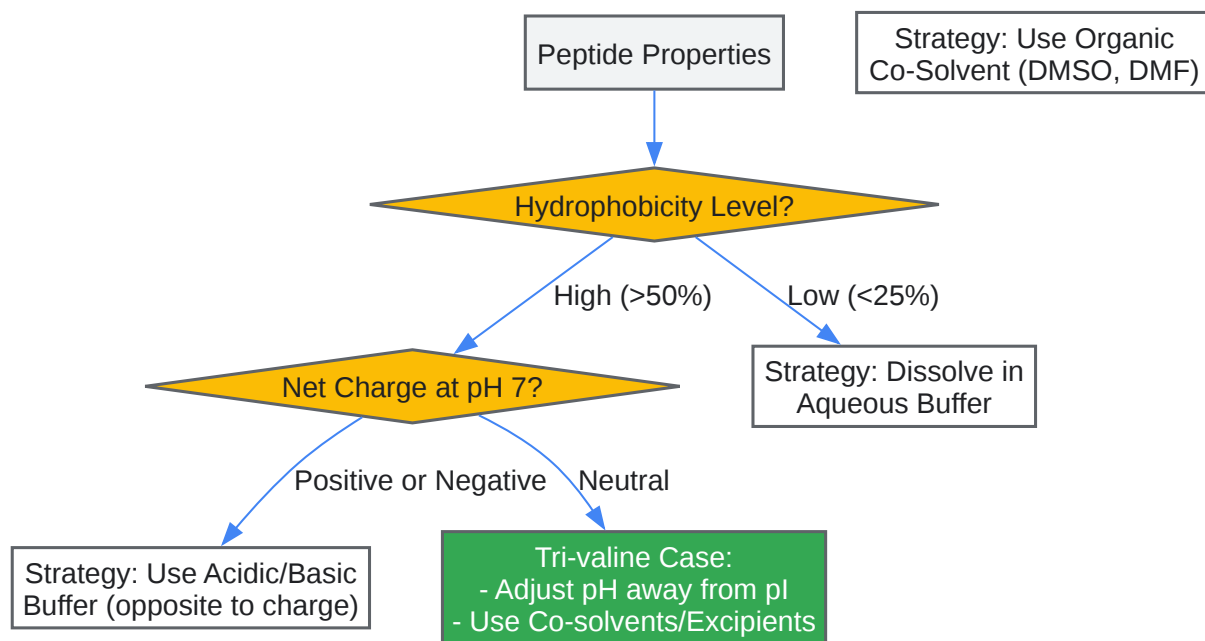 Peptide Properties
Strategy: Use Organic
Co-Solvent (DMSO, DMF)
Hydrophobicity Level?
High (>50%)
Low (<25%)
Net Charge at pH 7?
Strategy: Dissolve in
Aqueous Buffer
Positive or Negative
Neutral
Strategy: Use Acidic/Basic
Buffer (opposite to charge)
Tri-valine Case:
- Adjust pH away from pI
- Use Co-solvents/Excipients